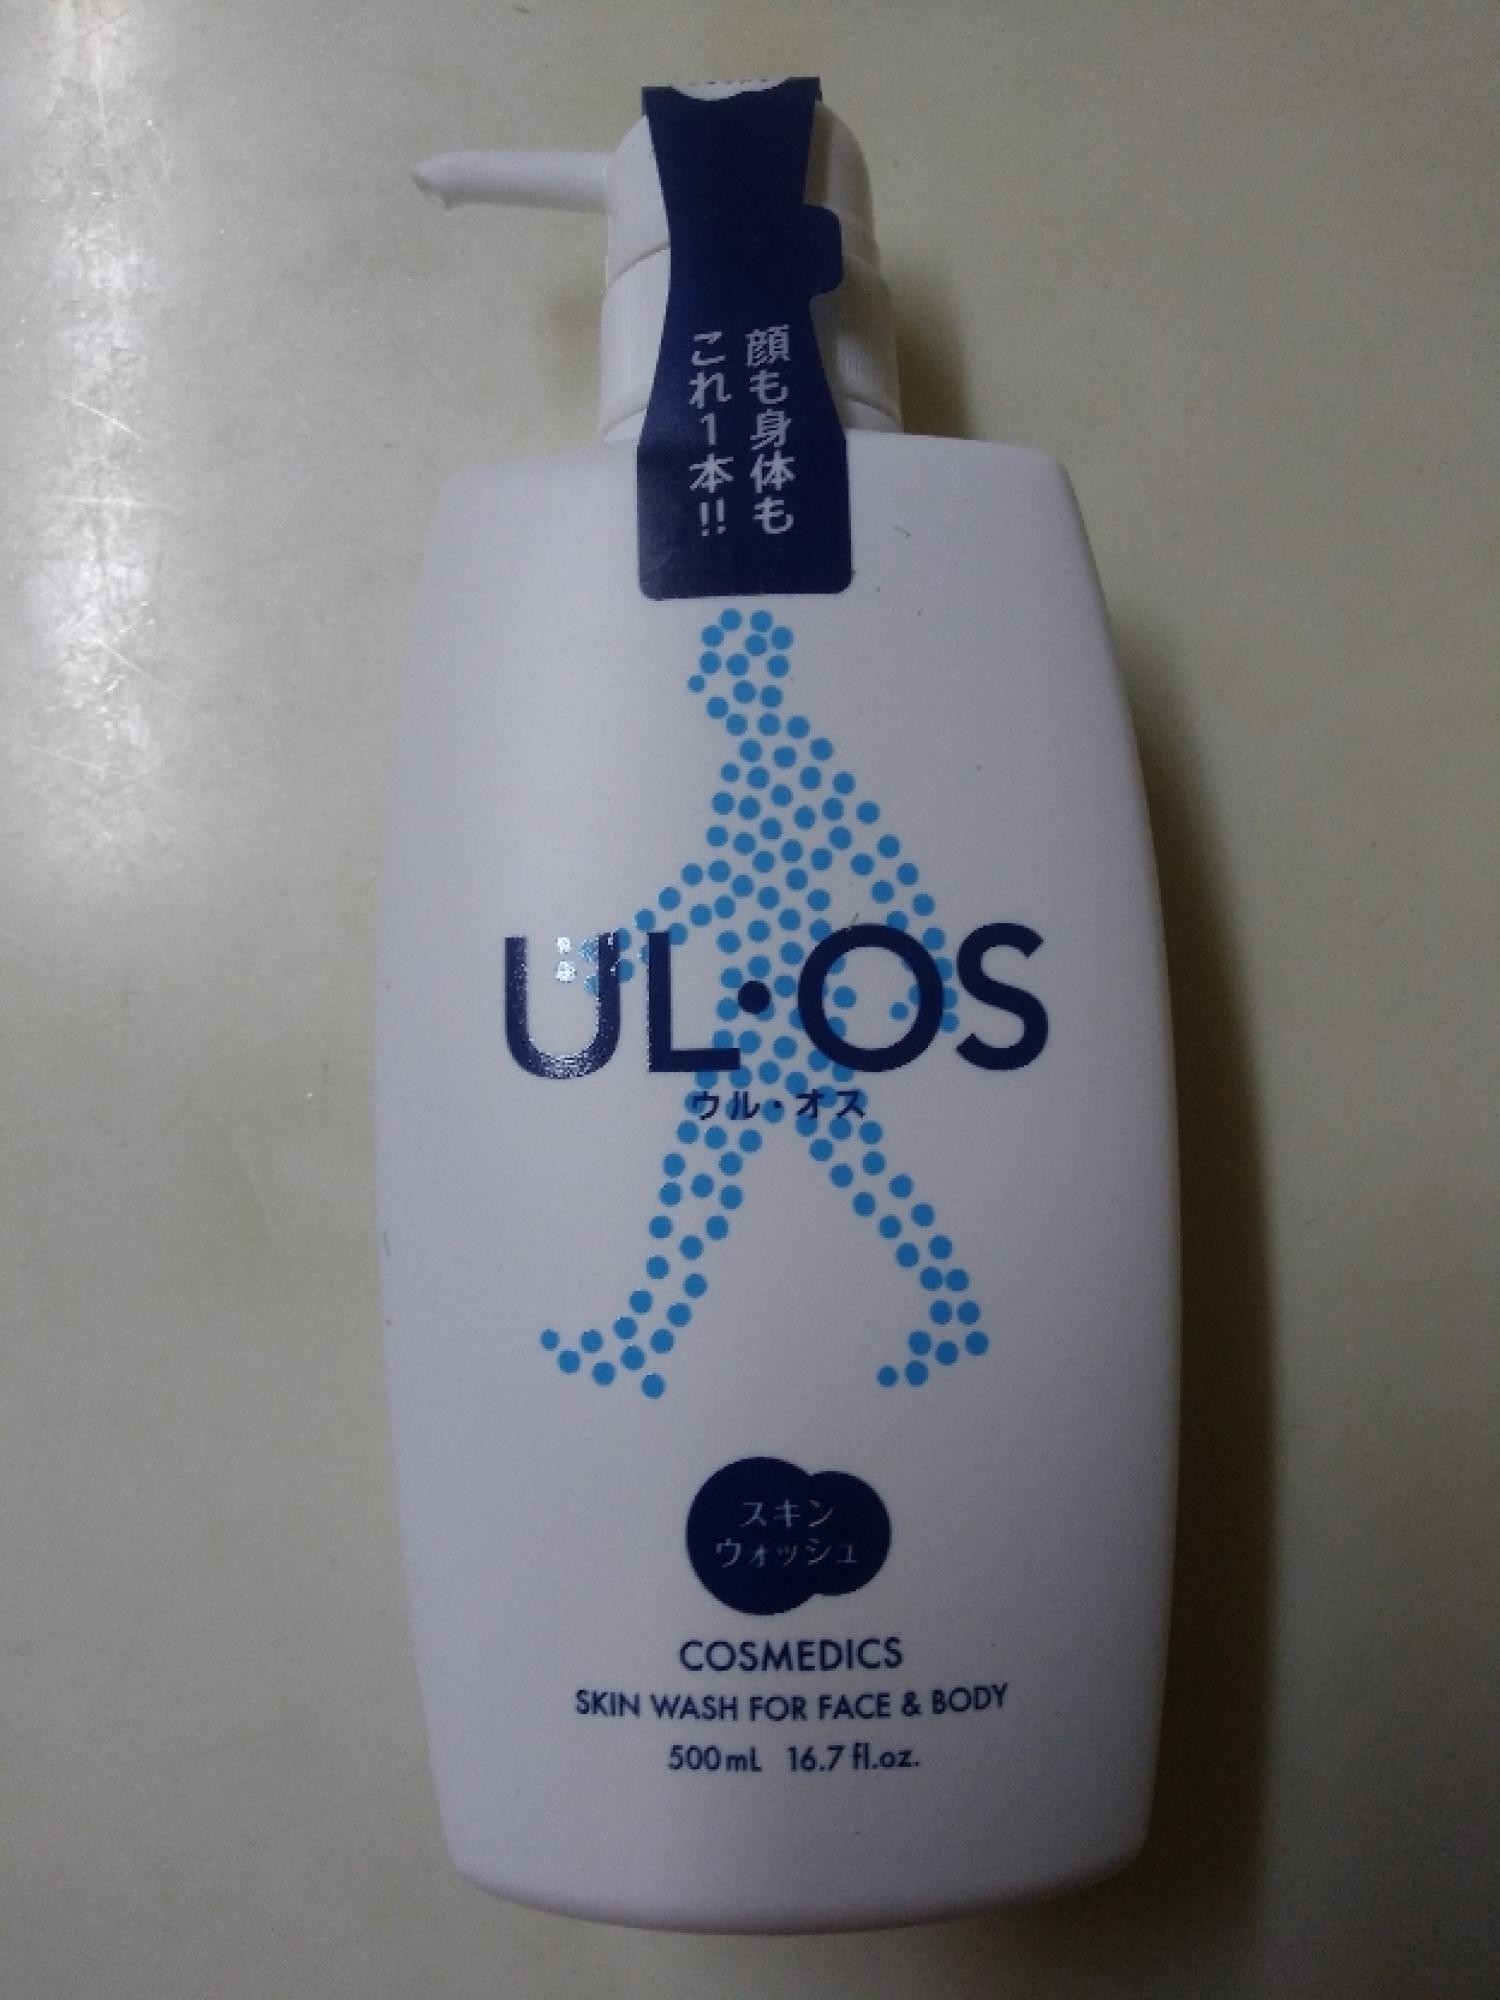 顔も身体も
これ1本!!
UL・OS
ウル・オス
スキン
ウォッシュ
COSMEDICS
SKIN WASH FOR FACE & BODY
500mL 16.7 fl.oz.